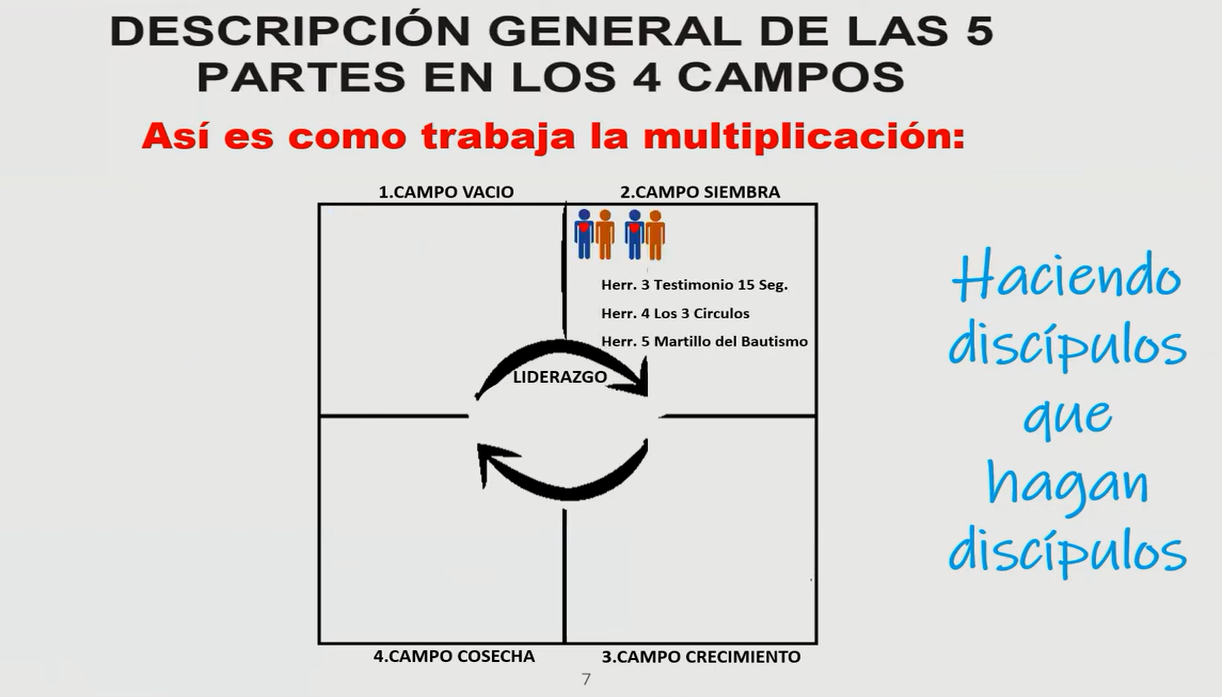 DESCRIPCIÓN GENERAL DE LAS 5
PARTES EN LOS 4 CAMPOS
Así es como trabaja la multiplicación:
1.CAMPO VACIO
2.CAMPO SIEMBRA
Herr. 3 Testimonio 15 Seg.
Herr. 4 Los 3 Circulos
Herr. 5 Martillo del Bautismo
LIDERAZGO
4.CAMPO COSECHA
3.CAMPO CRECIMIENTO
7
Haciendo
discípulos
que
hagan
discípulos